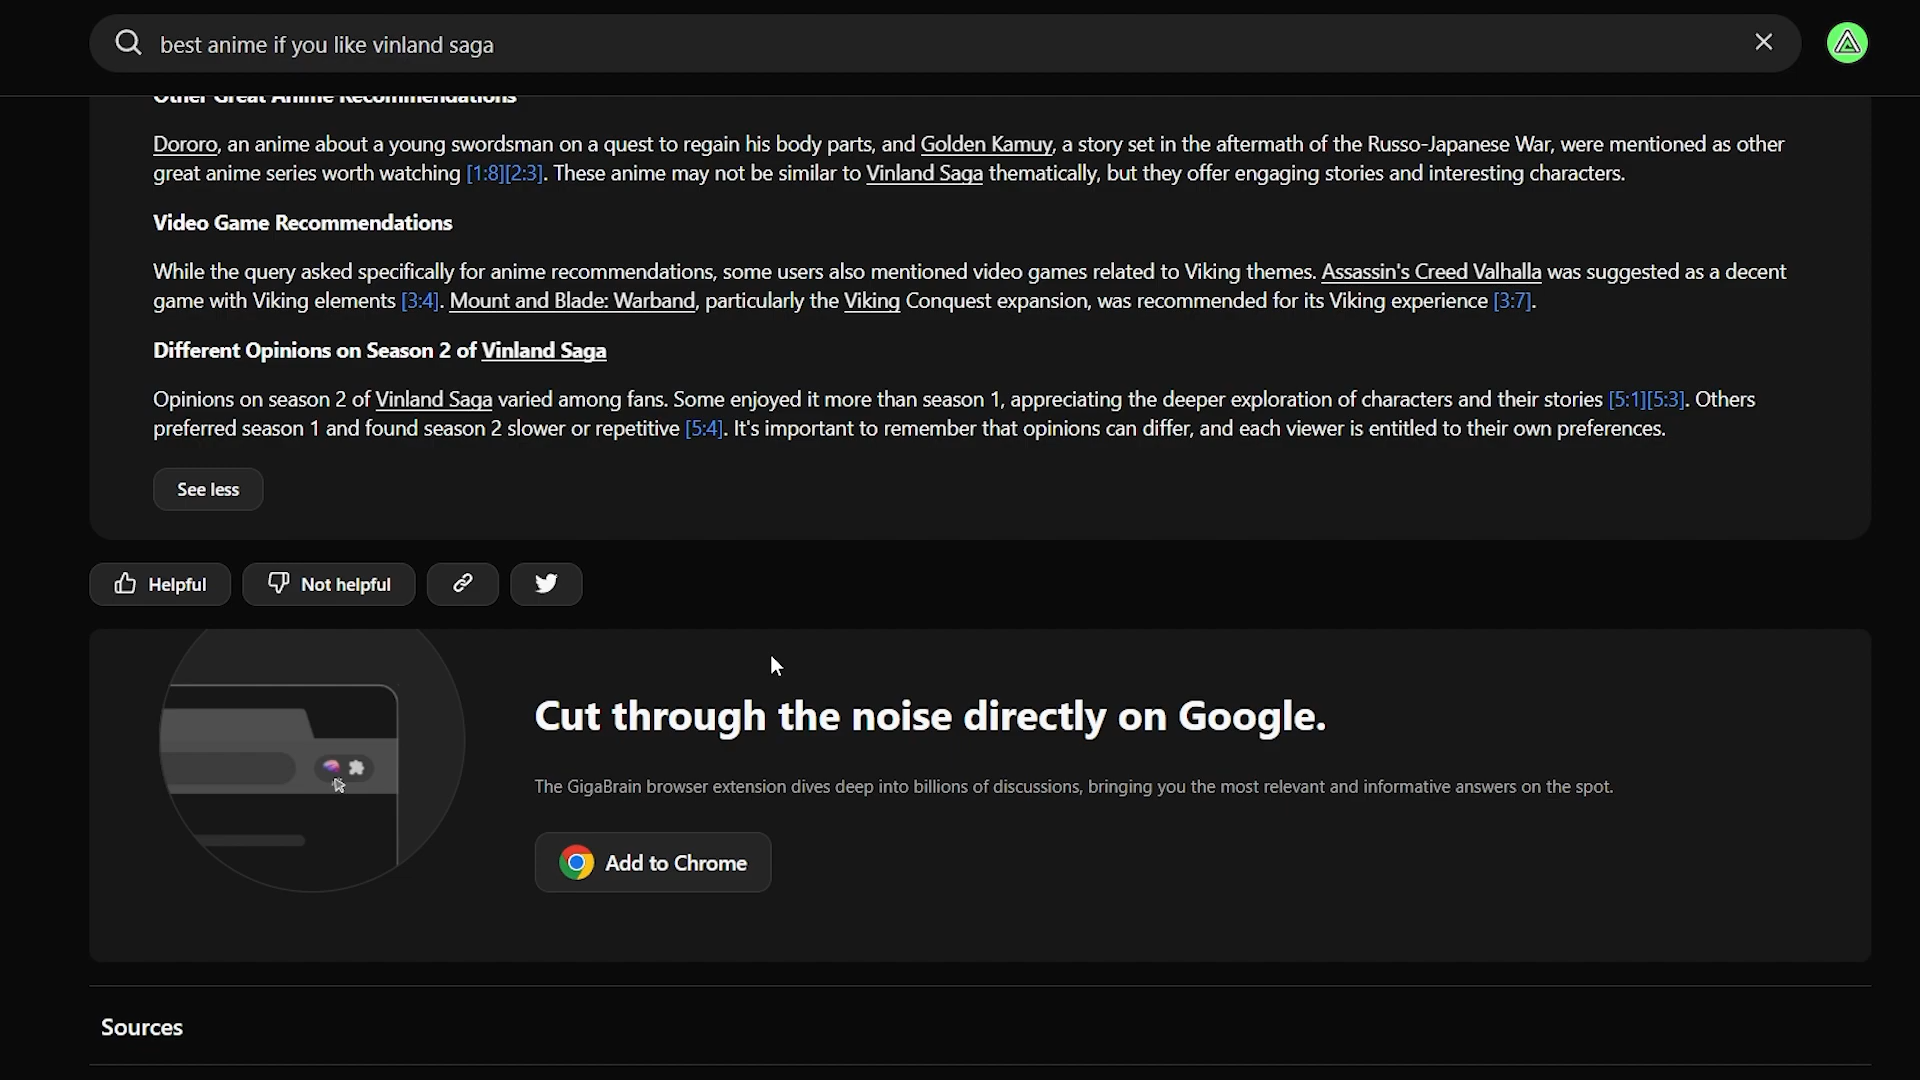 best anime if you like vinland saga
Other Great Anime Recommendations
Dororo, an anime about a young swordsman on a quest to regain his body parts, and Golden Kamuy, a story set in the aftermath of the Russo-Japanese War, were mentioned as other
great anime series worth watching [1:8][2:3]. These anime may not be similar to Vinland Saga thematically, but they offer engaging stories and interesting characters.
Video Game Recommendations
While the query asked specifically for anime recommendations, some users also mentioned video games related to Viking themes. Assassin's Creed Valhalla was suggested as a decent
game with Viking elements [3:4]. Mount and Blade: Warband, particularly the Viking Conquest expansion, was recommended for its Viking experience [3:7].
Different Opinions on Season 2 of Vinland Saga
Opinions on season 2 of Vinland Saga varied among fans. Some enjoyed it more than season 1, appreciating the deeper exploration of characters and their stories [5:1][5:3]. Others
preferred season 1 and found season 2 slower or repetitive [5:4]. It's important to remember that opinions can differ, and each viewer is entitled to their own preferences.
See less
Helpful
Not helpful
Cut through the noise directly on Google.
The GigaBrain browser extension dives deep into billions of discussions, bringing you the most relevant and informative answers on the spot.
Add to Chrome
Sources